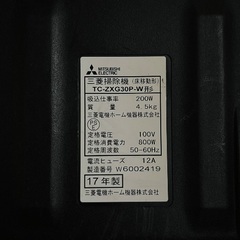 MITSUBISHI
ELECTRIC
三菱掃除機(床移動形)
TC-ZXG30P-W形
吸込仕事率 200W
質量 4.5kg
三菱電機ホーム機器株式会社
PS
E
定格電圧 100V
定格消費電力 800W
定格周波数 50-60Hz
三菱電機ホーム機器株式会社
電流ヒューズ 12A
製造番号 W6002419
17年製